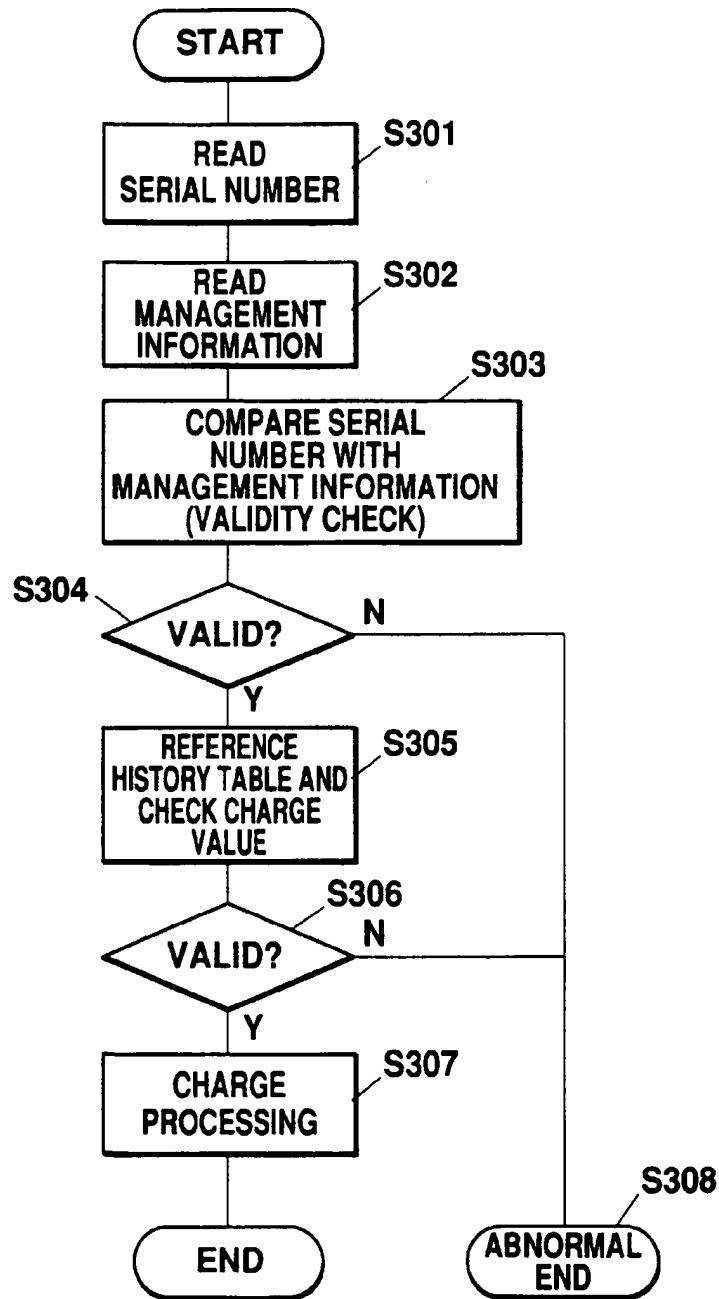 START
S301
READ
SERIAL NUMBER
S302
READ
MANAGEMENT
INFORMATION
S303
COMPARE SERIAL
NUMBER WITH
MANAGEMENT INFORMATION
(VALIDITY CHECK)
S304
VALID?
N
Y
S305
REFERENCE
HISTORY TABLE AND
CHECK CHARGE
VALUE
S306
VALID?
N
Y
S307
CHARGE
PROCESSING
S308
END
ABNORMAL
END